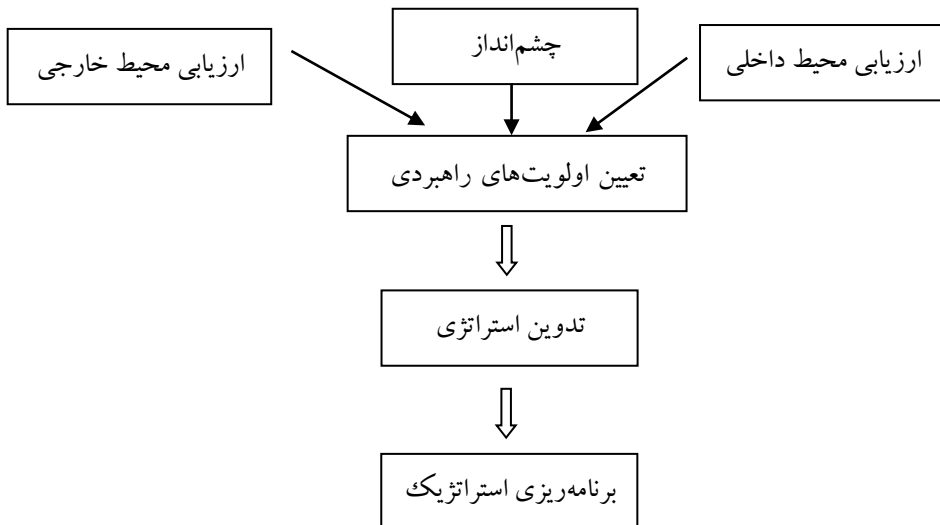 چشم‌انداز
ارزیابی محیط داخلی
ارزیابی محیط خارجی
تعیین اولویت‌های راهبردی
تدوین استراتژی
برنامه‌ریزی استراتژیک